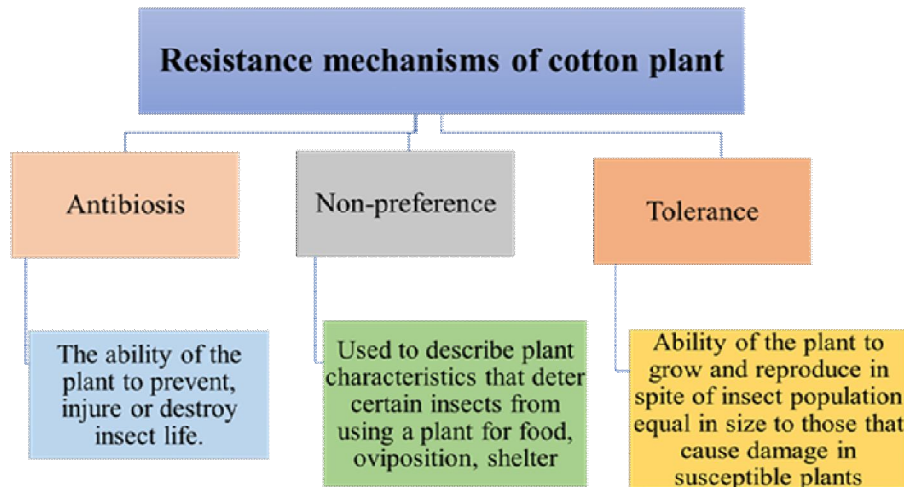 Resistance mechanisms of cotton plant
Antibiosis
Non-preference
Tolerance
The ability of the
plant to prevent,
injure or destroy
insect life.
Used to describe plant
characteristics that deter
certain insects from
using a plant for food,
oviposition, shelter
Ability of the plant to
grow and reproduce in
spite of insect population
equal in size to those that
cause damage in
susceptible plants